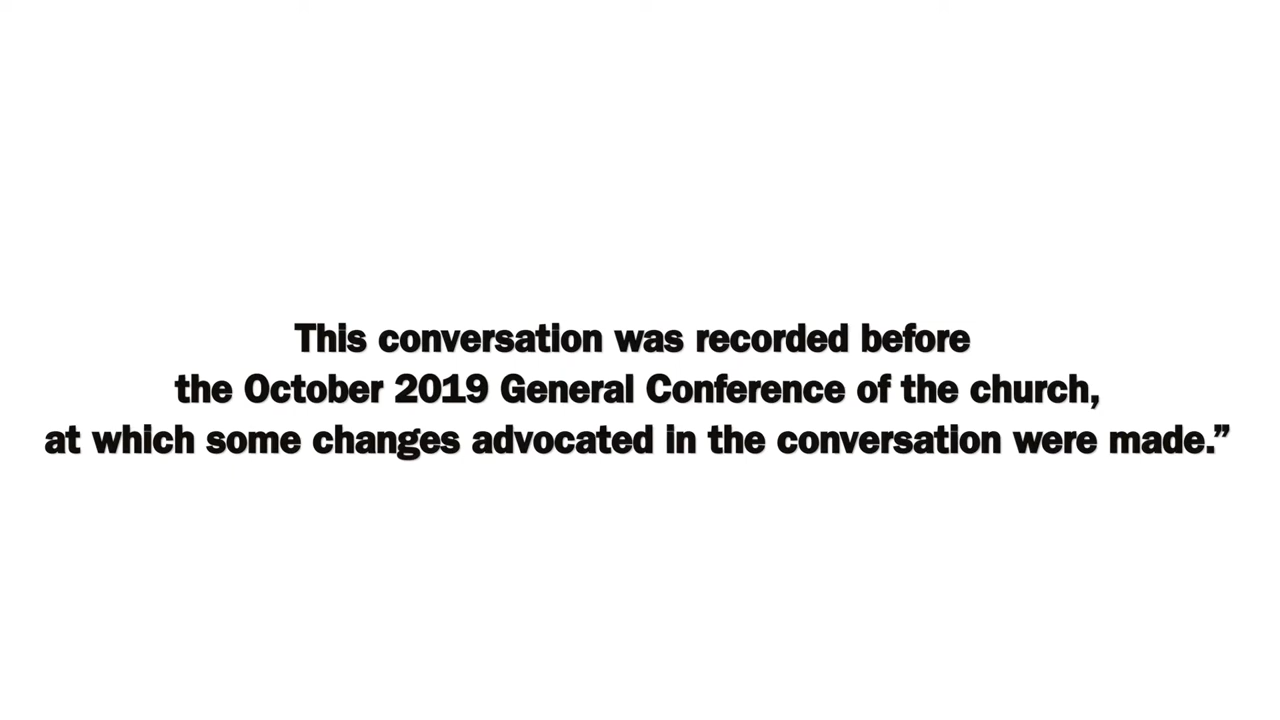 This conversation was recorded before
the October 2019 General Conference of the church,
at which some changes advocated in the conversation were made.”